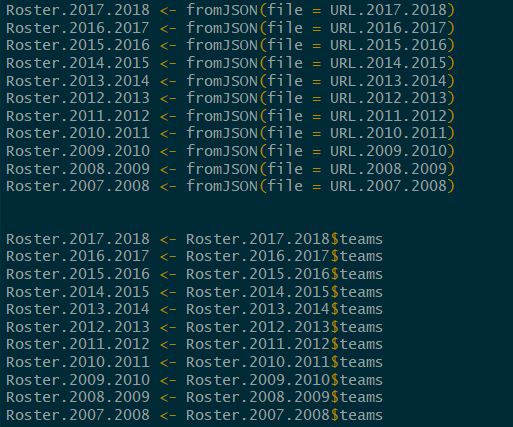 Roster.2017.2018 <- fromJSON(file = URL.2017.2018)
Roster.2016.2017 <- fromJSON(file = URL.2016.2017)
Roster.2015.2016 <- fromJSON(file = URL.2015.2016)
Roster.2014.2015 <- fromJSON(file = URL.2014.2015)
Roster.2013.2014 <- fromJSON(file = URL.2013.2014)
Roster.2012.2013 <- fromJSON(file = URL.2012.2013)
Roster.2011.2012 <- fromJSON(file = URL.2011.2012)
Roster.2010.2011 <- fromJSON(file = URL.2010.2011)
Roster.2009.2010 <- fromJSON(file = URL.2009.2010)
Roster.2008.2009 <- fromJSON(file = URL.2008.2009)
Roster.2007.2008 <- fromJSON(file = URL.2007.2008)
Roster.2017.2018 <- Roster.2017.2018$teams
Roster.2016.2017 <- Roster.2016.2017$teams
Roster.2015.2016 <- Roster.2015.2016$teams
Roster.2014.2015 <- Roster.2014.2015$teams
Roster.2013.2014 <- Roster.2013.2014$teams
Roster.2012.2013 <- Roster.2012.2013$teams
Roster.2011.2012 <- Roster.2011.2012$teams
Roster.2010.2011 <- Roster.2010.2011$teams
Roster.2009.2010 <- Roster.2009.2010$teams
Roster.2008.2009 <- Roster.2008.2009$teams
Roster.2007.2008 <- Roster.2007.2008$teams